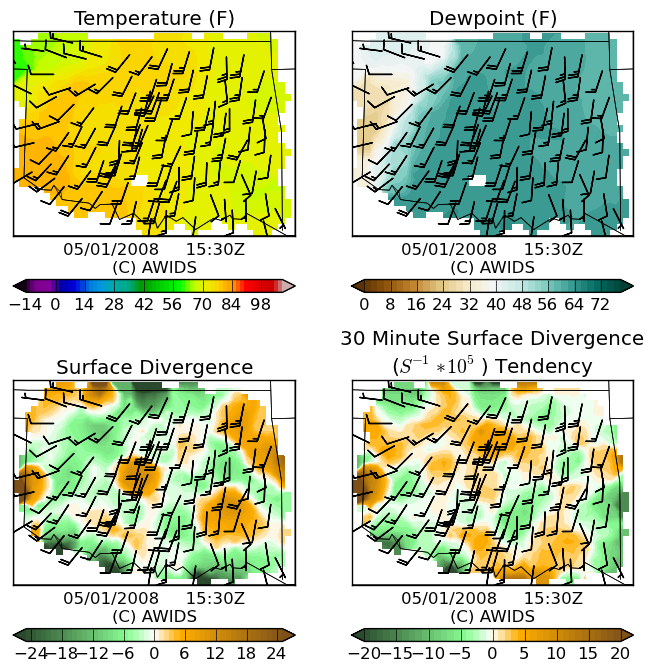 Temperature (F)
Dewpoint (F)
05/01/2008 15:30Z
(C) AWIDS
05/01/2008 15:30Z
(C) AWIDS
−14 0 14 28 42 56 70 84 98
0 8 16 24 32 40 48 56 64 72
Surface Divergence
30 Minute Surface Divergence
(S⁻¹ *10⁵ ) Tendency
05/01/2008 15:30Z
(C) AWIDS
05/01/2008 15:30Z
(C) AWIDS
−24 −18 −12 −6 0 6 12 18 24
−20 −15 −10 −5 0 5 10 15 20